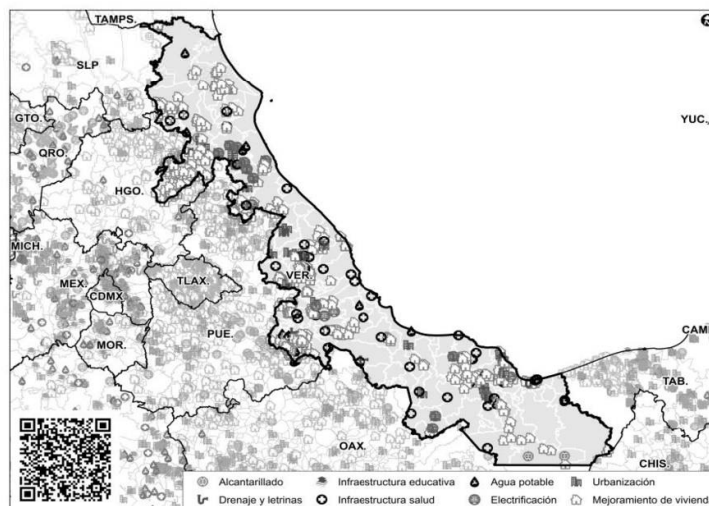 TAMPS.
SLP
GTO.
YUC.
QRO.
HGO.
MICH.
MEX.
TLAX.
VER.
CDMX
PUE.
MOR.
CAM
TAB.
OAX.
CHIS.
Alcantarillado
Infraestructura educativa
Agua potable
Urbanización
Drenaje y letrinas
Infraestructura salud
Electrificación
Mejoramiento de viviend